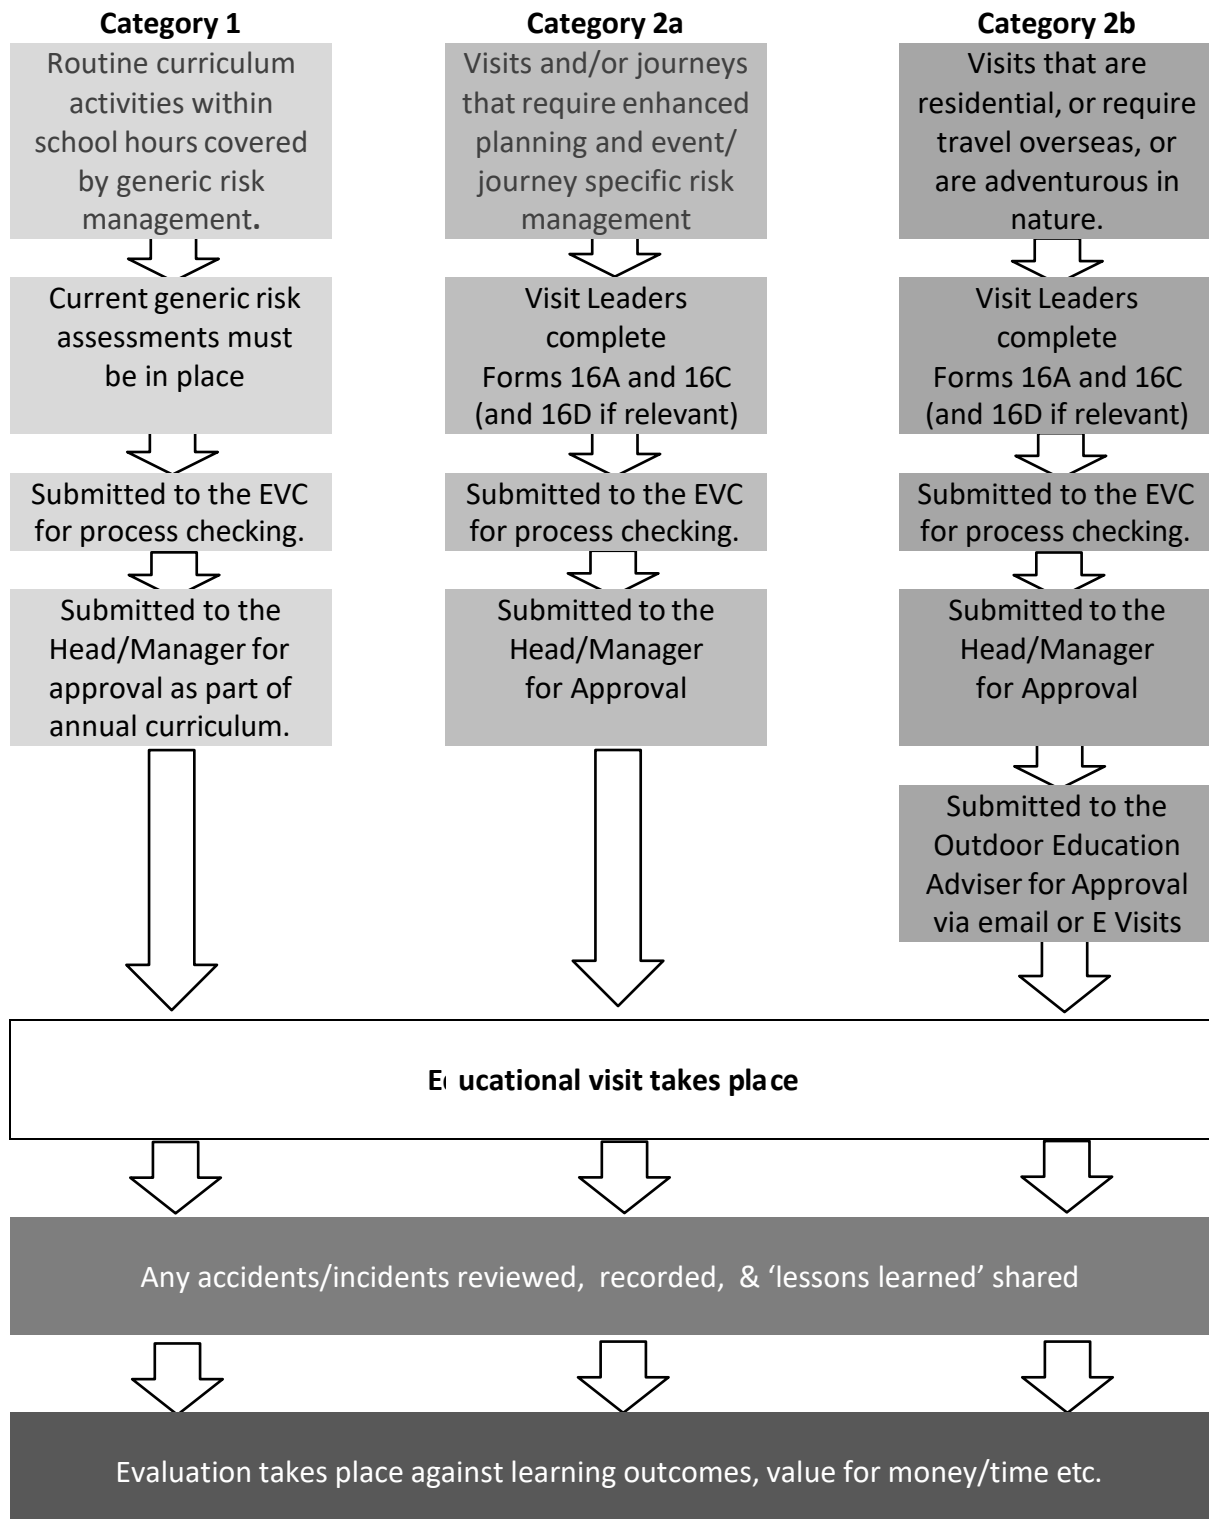 Category 1
Routine curriculum
activities within
school hours covered
by generic risk
management.
Current generic risk
assessments must
be in place
Submitted to the EVC
for process checking.
Submitted to the
Head/Manager for
approval as part of
annual curriculum.
Category 2a
Visits and/or journeys
that require enhanced
planning and event/
journey specific risk
management
Visit Leaders
complete
Forms 16A and 16C
(and 16D if relevant)
Submitted to the EVC
for process checking.
Submitted to the
Head/Manager
for Approval
Category 2b
Visits that are
residential, or require
travel overseas, or
are adventurous in
nature.
Visit Leaders
complete
Forms 16A and 16C
(and 16D if relevant)
Submitted to the EVC
for process checking.
Submitted to the
Head/Manager
for Approval
Submitted to the
Outdoor Education
Adviser for Approval
via email or E Visits
Educational visit takes place
Any accidents/incidents reviewed, recorded, & ‘lessons learned’ shared
Evaluation takes place against learning outcomes, value for money/time etc.